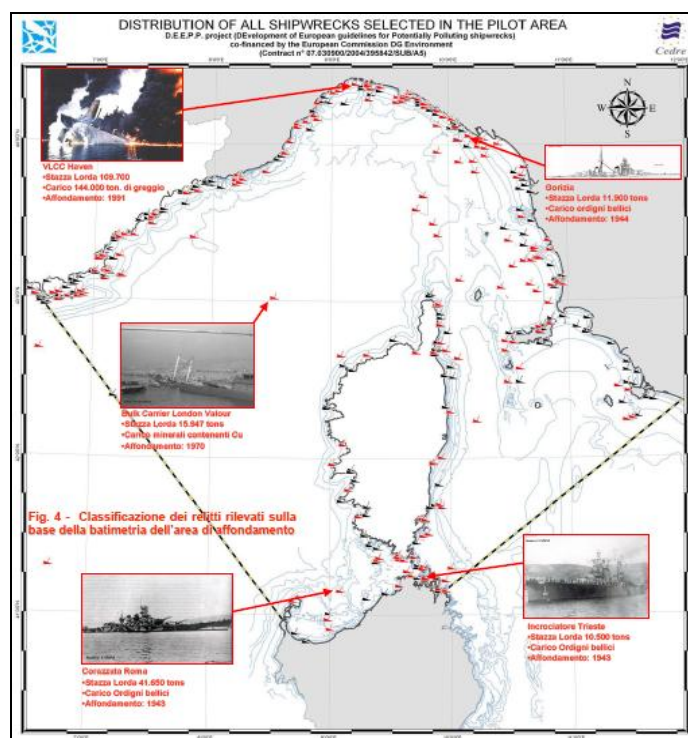 DISTRIBUTION OF ALL SHIPWRECKS SELECTED IN THE PILOT AREA
D.E.E.P.P. project (DEvelopment of European guidelines for Potentially Polluting shipwrecks)
co-financed by the European Commission DG Environment
(Contract n° 07.030900/2004/395842/SUB/A5)
Cedre
N
W E
S
VLCC Haven
•Stazza Lorda 109.700
•Carico 144.000 ton. di greggio
•Affondamento: 1991
Gorizia
•Stazza Lorda 11.900 tons
•Carico ordigni bellici
•Affondamento: 1944
Bulk Carrier London Valour
•Stazza Lorda 15.947 tons
•Carico minerali contenenti Cu
•Affondamento: 1970
Fig. 4 - Classificazione dei relitti rilevati sulla
base della batimetria dell'area di affondamento
Corazzata Roma
•Stazza Lorda 41.650 tons
•Carico Ordigni bellici
•Affondamento: 1943
Incrociatore Trieste
•Stazza Lorda 10.500 tons
•Carico Ordigni bellici
•Affondamento: 1943